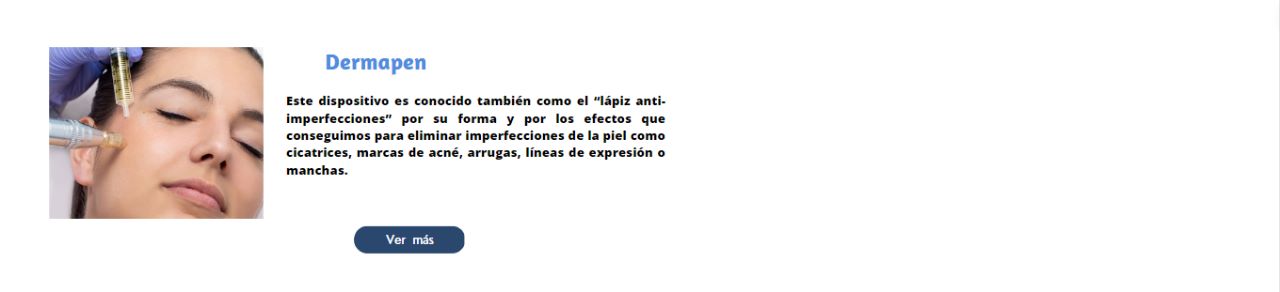 Dermapen
Este dispositivo es conocido también como el “lápiz anti-
imperfecciones” por su forma y por los efectos que
conseguimos para eliminar imperfecciones de la piel como
cicatrices, marcas de acné, arrugas, líneas de expresión o
manchas.
Ver más